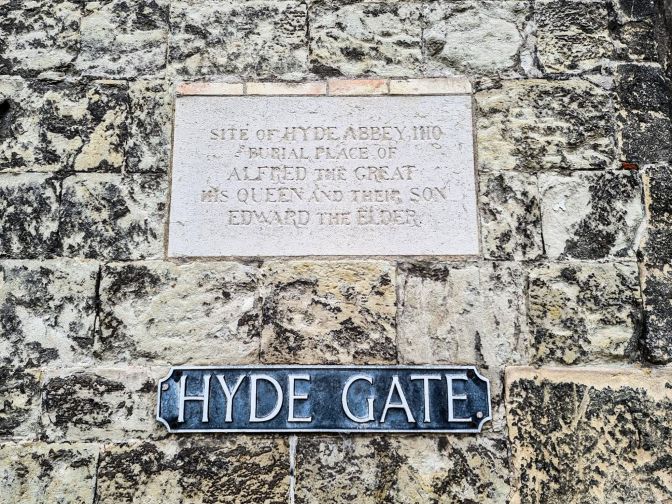 SITE OF HYDE ABBEY, 1110
BURIAL PLACE OF
ALFRED THE GREAT
HIS QUEEN AND THEIR SON
EDWARD THE ELDER.
HYDE GATE